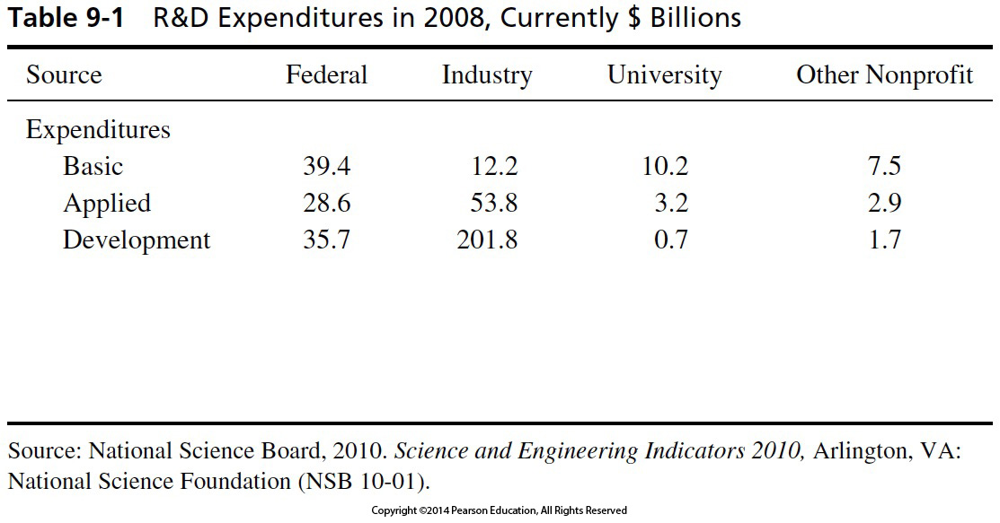 Table 9-1 R&D Expenditures in 2008, Currently $ Billions
Source Federal Industry University Other Nonprofit
Expenditures
Basic 39.4 12.2 10.2 7.5
Applied 28.6 53.8 3.2 2.9
Development 35.7 201.8 0.7 1.7
Source: National Science Board, 2010. Science and Engineering Indicators 2010, Arlington, VA:
National Science Foundation (NSB 10-01).
Copyright ©2014 Pearson Education, All Rights Reserved